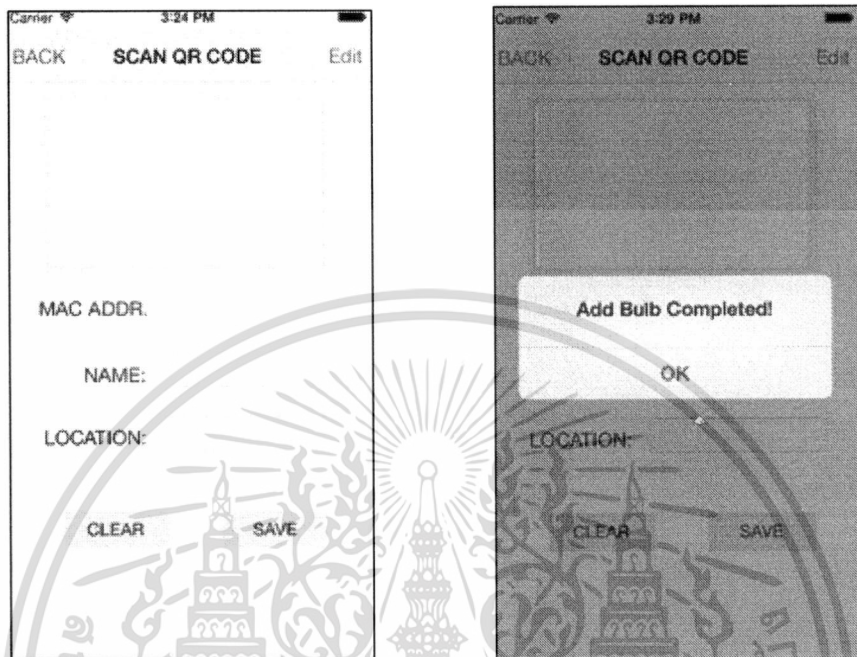 Carrier 3:24 PM
BACK SCAN QR CODE Edit
MAC ADDR.
NAME:
LOCATION:
CLEAR SAVE
Carrier 3:29 PM
BACK SCAN QR CODE Edit
Add Bulb Completed!
OK
LOCATION:
CLEAR SAVE